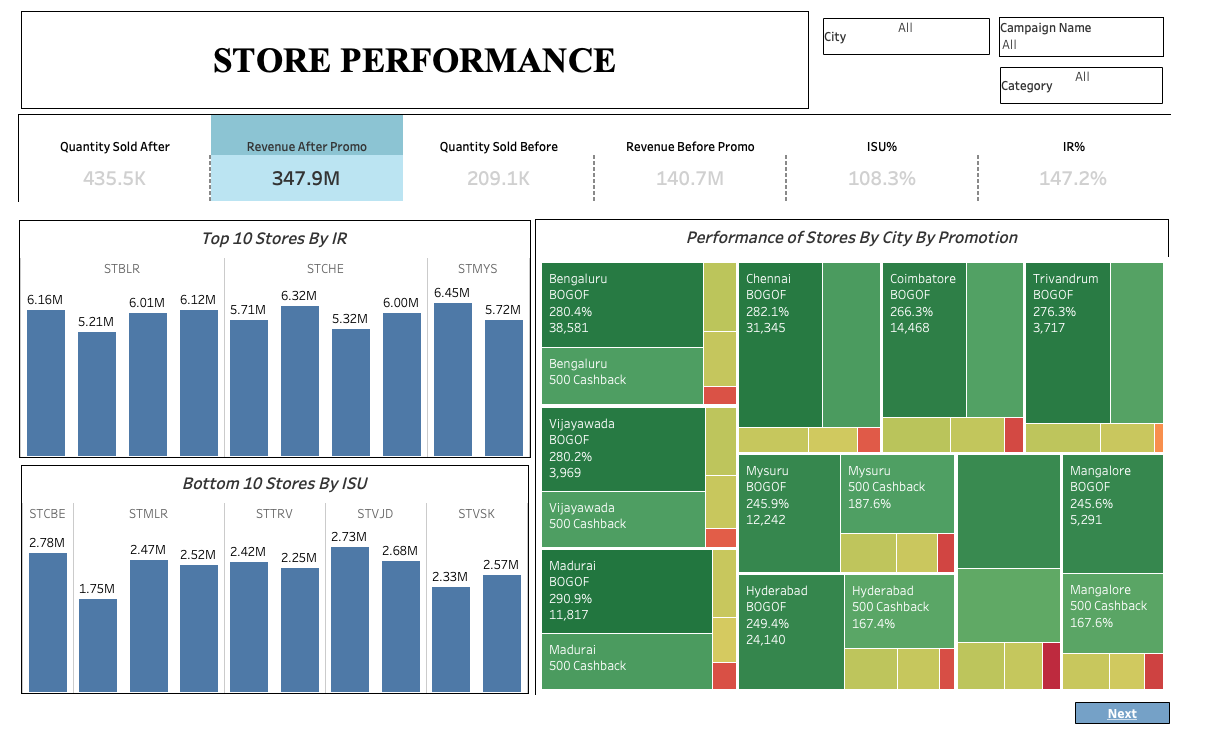 STORE PERFORMANCE
City
All
Campaign Name
All
Category
All
Quantity Sold After
Revenue After Promo
Quantity Sold Before
Revenue Before Promo
ISU%
IR%
435.5K
347.9M
209.1K
140.7M
108.3%
147.2%
Top 10 Stores By IR
STBLR
STCHE
STMYS
6.16M
5.21M
6.01M
6.12M
5.71M
6.32M
5.32M
6.00M
6.45M
5.72M
Bottom 10 Stores By ISU
STCBE
STMLR
STTRV
STVJD
STVSK
2.78M
1.75M
2.47M
2.52M
2.42M
2.25M
2.73M
2.68M
2.33M
2.57M
Performance of Stores By City By Promotion
Bengaluru
BOGOF
280.4%
38,581
Bengaluru
500 Cashback
Vijayawada
BOGOF
280.2%
3,969
Vijayawada
500 Cashback
Madurai
BOGOF
290.9%
11,817
Madurai
500 Cashback
Chennai
BOGOF
282.1%
31,345
Coimbatore
BOGOF
266.3%
14,468
Trivandrum
BOGOF
276.3%
3,717
Mysuru
BOGOF
245.9%
12,242
Mysuru
500 Cashback
187.6%
Hyderabad
BOGOF
249.4%
24,140
Hyderabad
500 Cashback
167.4%
Mangalore
BOGOF
245.6%
5,291
Mangalore
500 Cashback
167.6%
Next